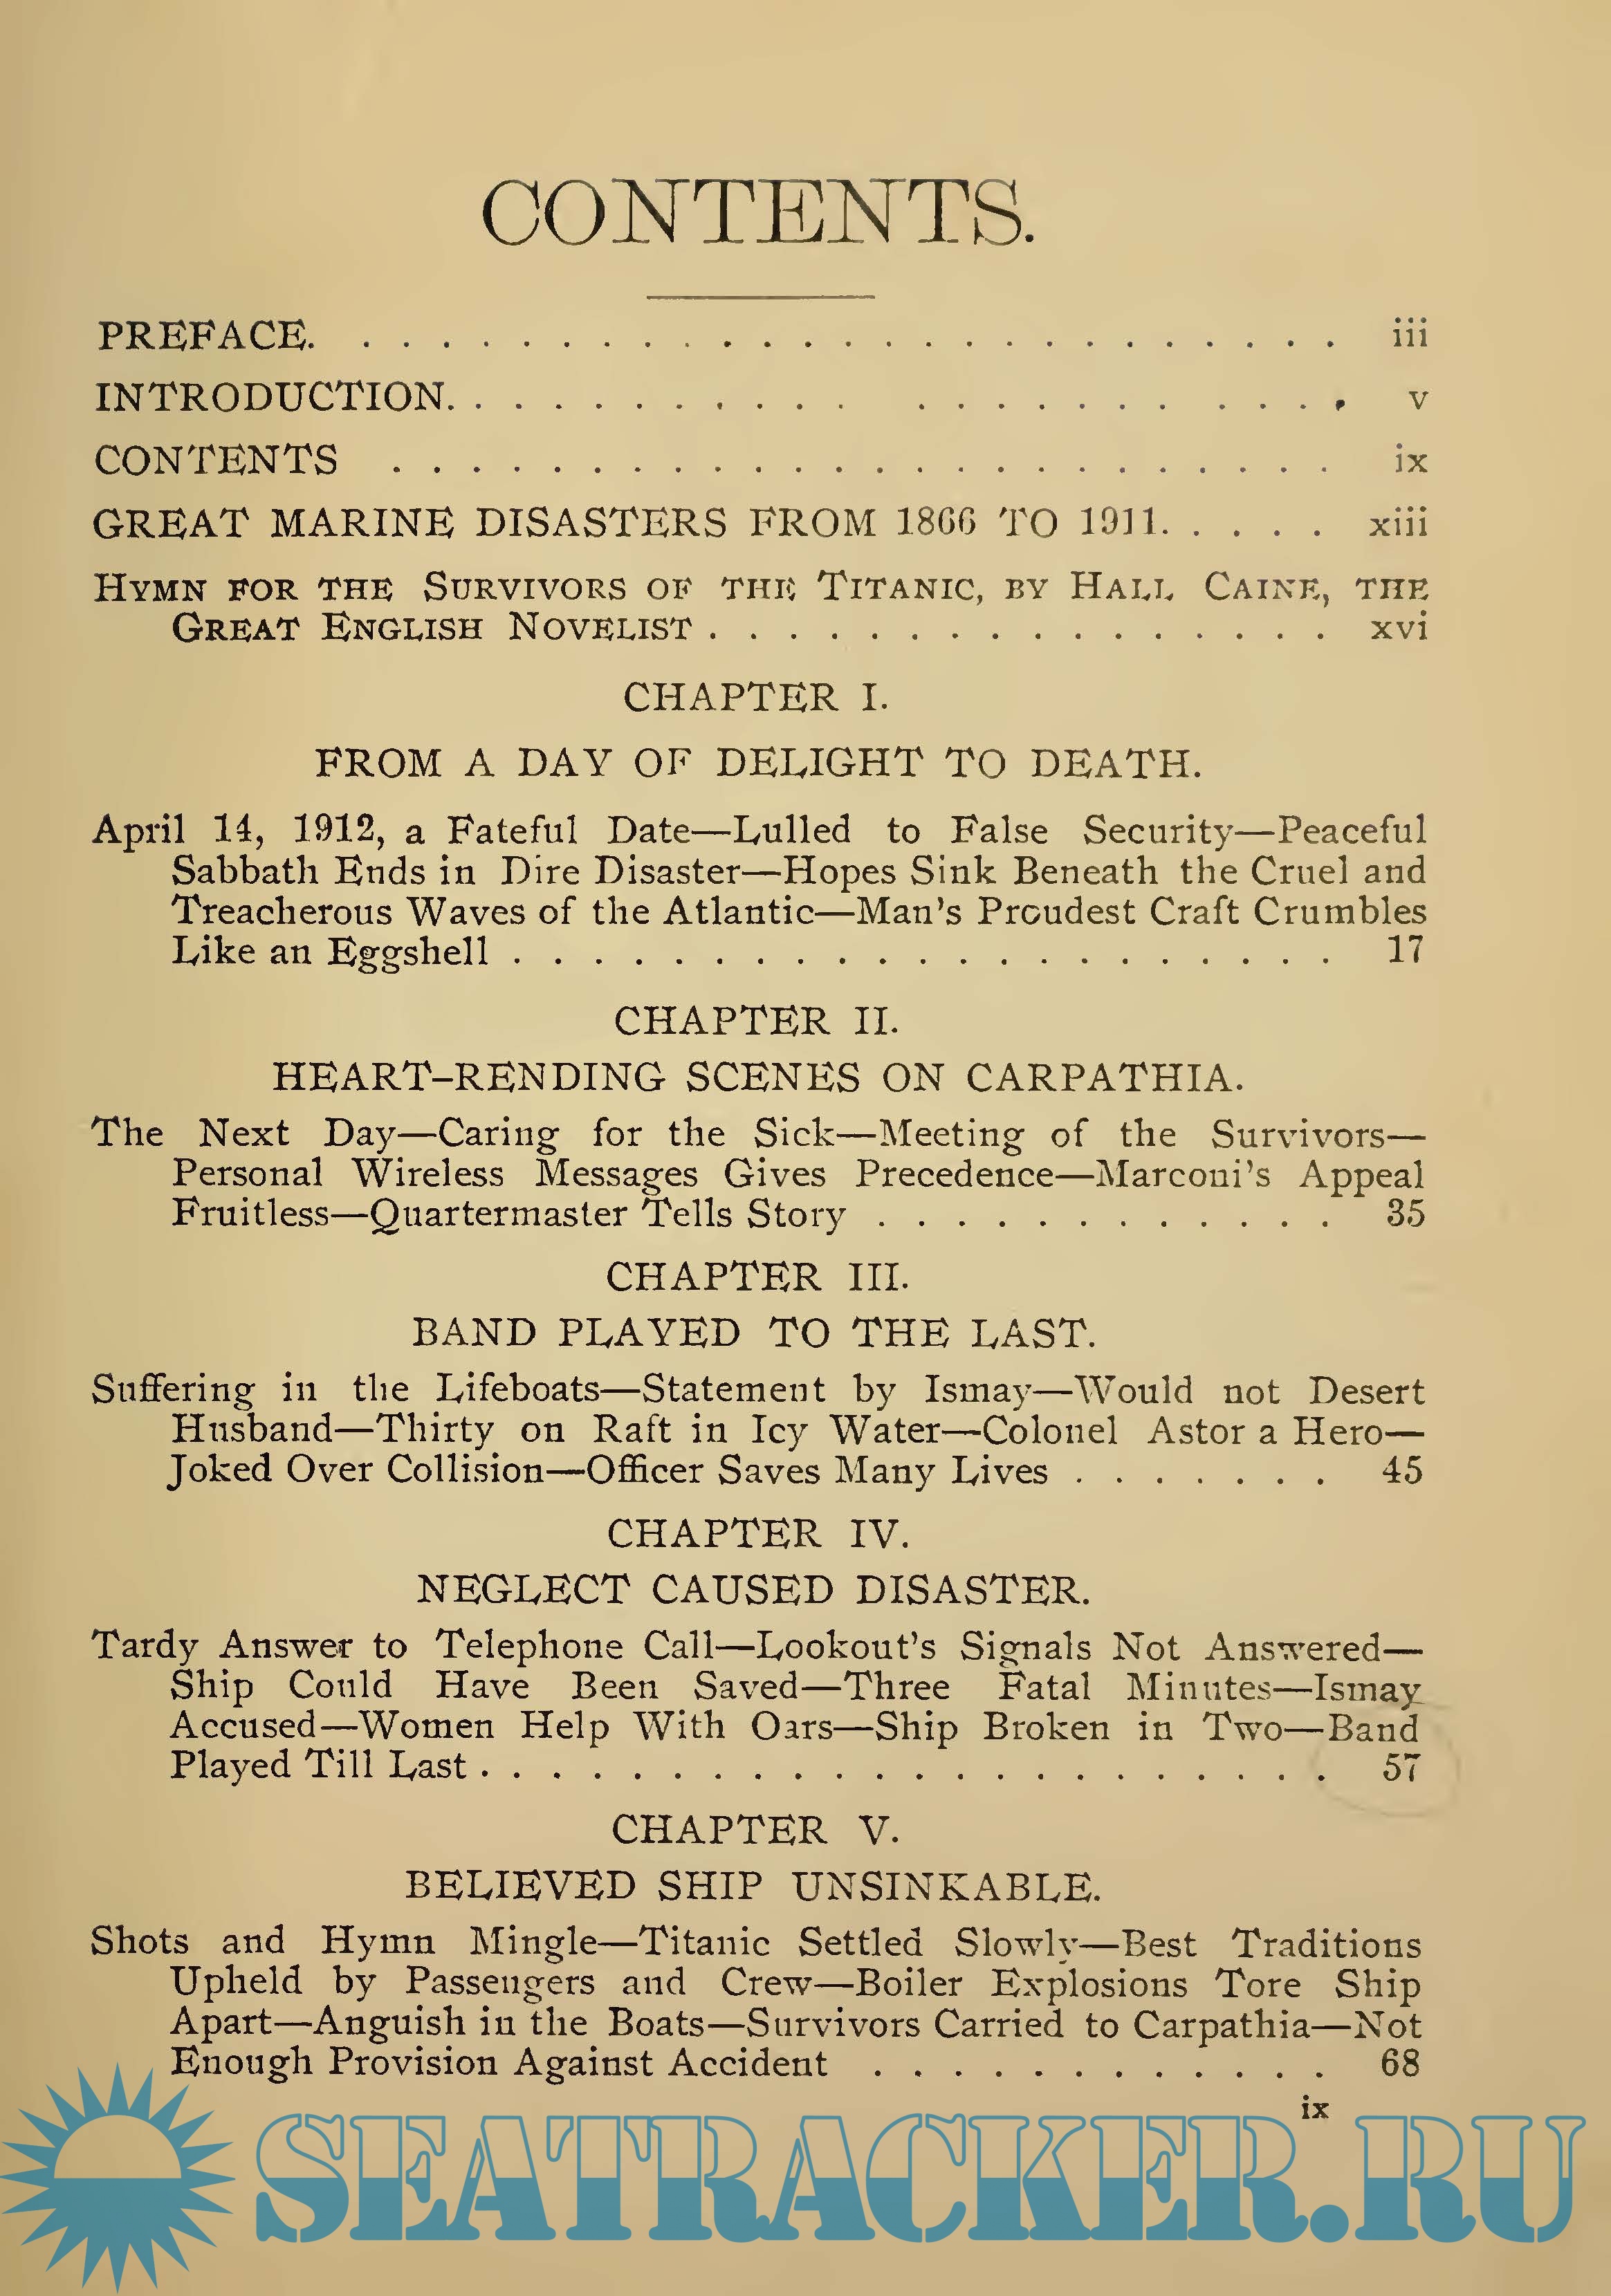 CONTENTS.
PREFACE. . . . . . . . . . . . . . . . . . . . . . . . . . iii
INTRODUCTION. . . . . . . . . . . . . . . . . . . . . . . v
CONTENTS . . . . . . . . . . . . . . . . . . . . . . . . ix
GREAT MARINE DISASTERS FROM 1866 TO 1911. . . . . xiii
HYMN FOR THE SURVIVORS OF THE TITANIC, BY HALL CAINE, THE
GREAT ENGLISH NOVELIST . . . . . . . . . . . . . . . . xvi
CHAPTER I.
FROM A DAY OF DELIGHT TO DEATH.
April 14, 1912, a Fateful Date—Lulled to False Security—Peaceful
Sabbath Ends in Dire Disaster—Hopes Sink Beneath the Cruel and
Treacherous Waves of the Atlantic—Man's Proudest Craft Crumbles
Like an Eggshell . . . . . . . . . . . . . . . . . . . . . 17
CHAPTER II.
HEART-RENDING SCENES ON CARPATHIA.
The Next Day—Caring for the Sick—Meeting of the Survivors—
Personal Wireless Messages Gives Precedence—Marconi's Appeal
Fruitless—Quartermaster Tells Story . . . . . . . . . . . . 35
CHAPTER III.
BAND PLAYED TO THE LAST.
Suffering in the Lifeboats—Statement by Ismay—Would not Desert
Husband—Thirty on Raft in Icy Water—Colonel Astor a Hero—
Joked Over Collision—Officer Saves Many Lives . . . . . . . 45
CHAPTER IV.
NEGLECT CAUSED DISASTER.
Tardy Answer to Telephone Call—Lookout's Signals Not Answered—
Ship Could Have Been Saved—Three Fatal Minutes—Ismay
Accused—Women Help With Oars—Ship Broken in Two—Band
Played Till Last . . . . . . . . . . . . . . . . . . . . . . 57
CHAPTER V.
BELIEVED SHIP UNSINKABLE.
Shots and Hymn Mingle—Titanic Settled Slowly—Best Traditions
Upheld by Passengers and Crew—Boiler Explosions Tore Ship
Apart—Anguish in the Boats—Survivors Carried to Carpathia—Not
Enough Provision Against Accident . . . . . . . . . . . . 68
ix
SEATRACKER.RU